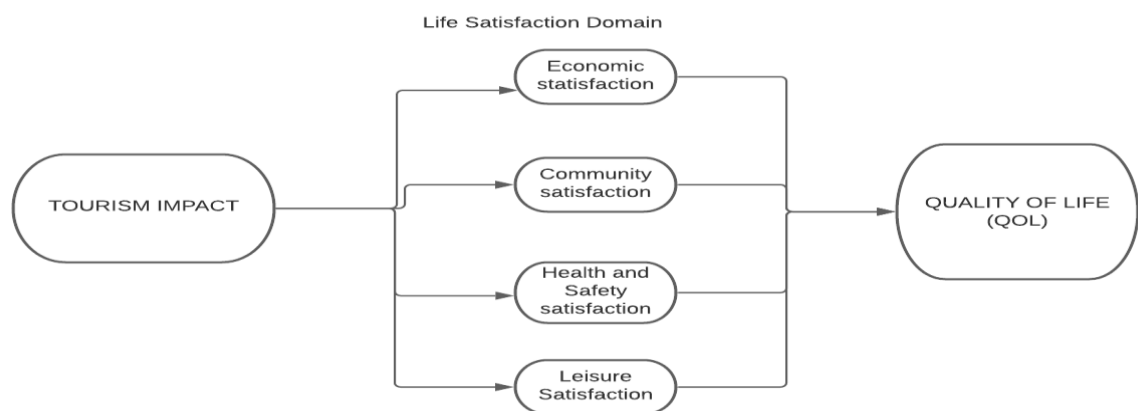 Life Satisfaction Domain
Economic
statisfaction
Community
satisfaction
TOURISM IMPACT
QUALITY OF LIFE
(QOL)
Health and
Safety
satisfaction
Leisure
Satisfaction